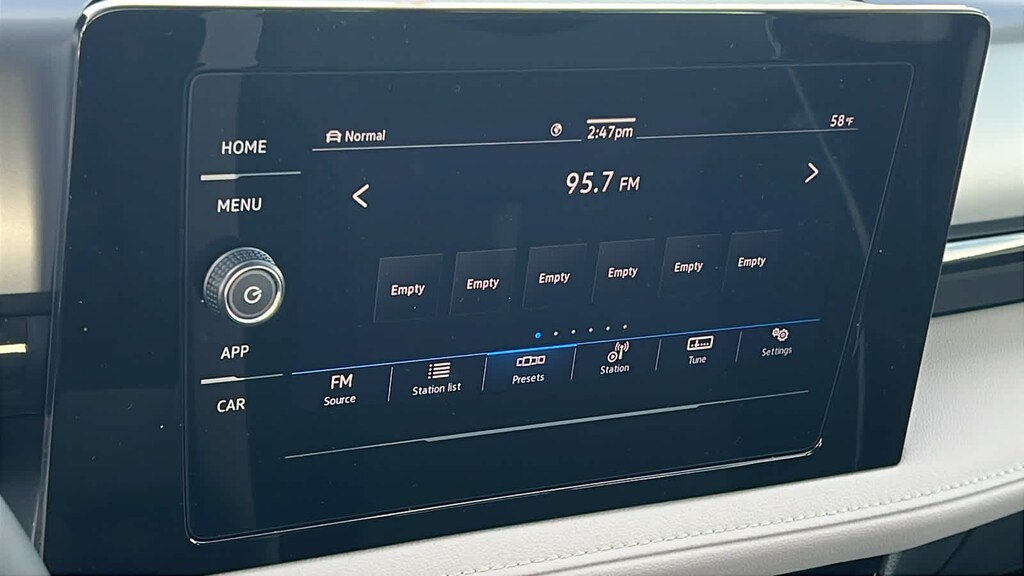 HOME
MENU
APP
CAR
Normal
2:47pm
58°F
95.7 FM
Empty
Empty
Empty
Empty
Empty
Empty
FM
Source
Station list
Presets
Station
Tune
Settings